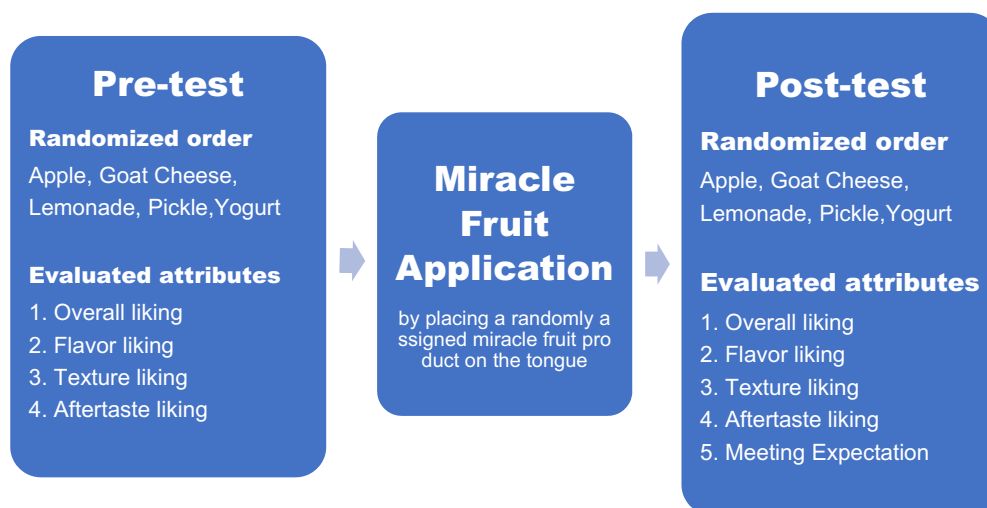 Pre-test
Randomized order
Apple, Goat Cheese,
Lemonade, Pickle,Yogurt
Evaluated attributes
1. Overall liking
2. Flavor liking
3. Texture liking
4. Aftertaste liking
Miracle
Fruit
Application
by placing a randomly a
ssigned miracle fruit pro
duct on the tongue
Post-test
Randomized order
Apple, Goat Cheese,
Lemonade, Pickle,Yogurt
Evaluated attributes
1. Overall liking
2. Flavor liking
3. Texture liking
4. Aftertaste liking
5. Meeting Expectation